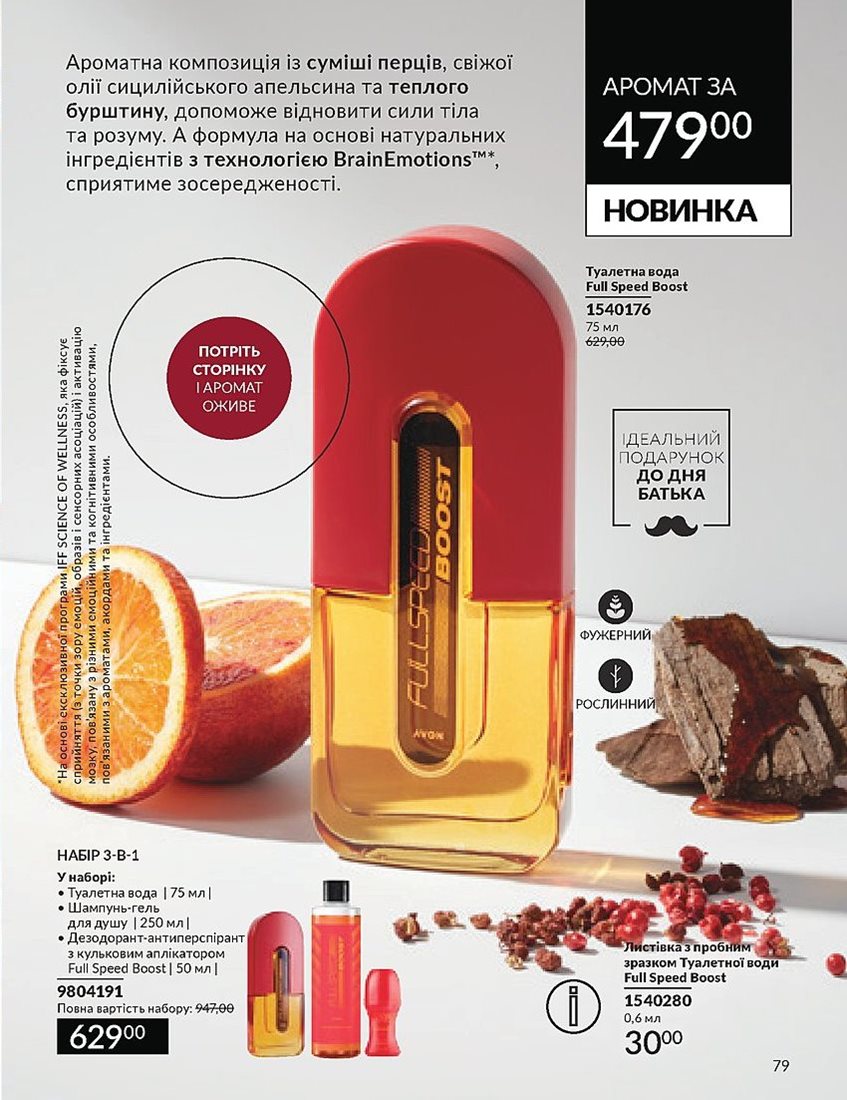 Ароматна композиція із суміші перців, свіжої
олії сицилійського апельсина та теплого
бурштину, допоможе відновити сили тіла
та розуму. А формула на основі натуральних
інгредієнтів з технологією BrainEmotions™*,
сприятиме зосередженості.
АРОМАТ ЗА
479⁰⁰
НОВИНКА
Туалетна вода
Full Speed Boost
1540176
75 мл
629,00
ПОТРІТЬ
СТОРІНКУ
І АРОМАТ
ОЖИВЕ
ІДЕАЛЬНИЙ
ПОДАРУНОК
ДО ДНЯ
БАТЬКА
ФУЖЕРНИЙ
РОСЛИННИЙ
FULL SPEED
BOOST
AVON
*На основі ексклюзивної програми IFF SCIENCE OF WELLNESS, яка фіксує
сприйняття (з точки зору емоцій, образів і сенсорних асоціацій) і активацію
мозку, пов'язану з різними емоційними та когнітивними особливостями,
пов'язаними з ароматами, акордами та інгредієнтами.
НАБІР 3-В-1
У наборі:
• Туалетна вода | 75 мл |
• Шампунь-гель
для душу | 250 мл |
• Дезодорант-антиперспірант
з кульковим аплікатором
Full Speed Boost | 50 мл |
9804191
Повна вартість набору: 947,00
629⁰⁰
FULL SPEED
BOOST
Листівка з пробним
зразком Туалетної води
Full Speed Boost
1540280
0,6 мл
30⁰⁰
79